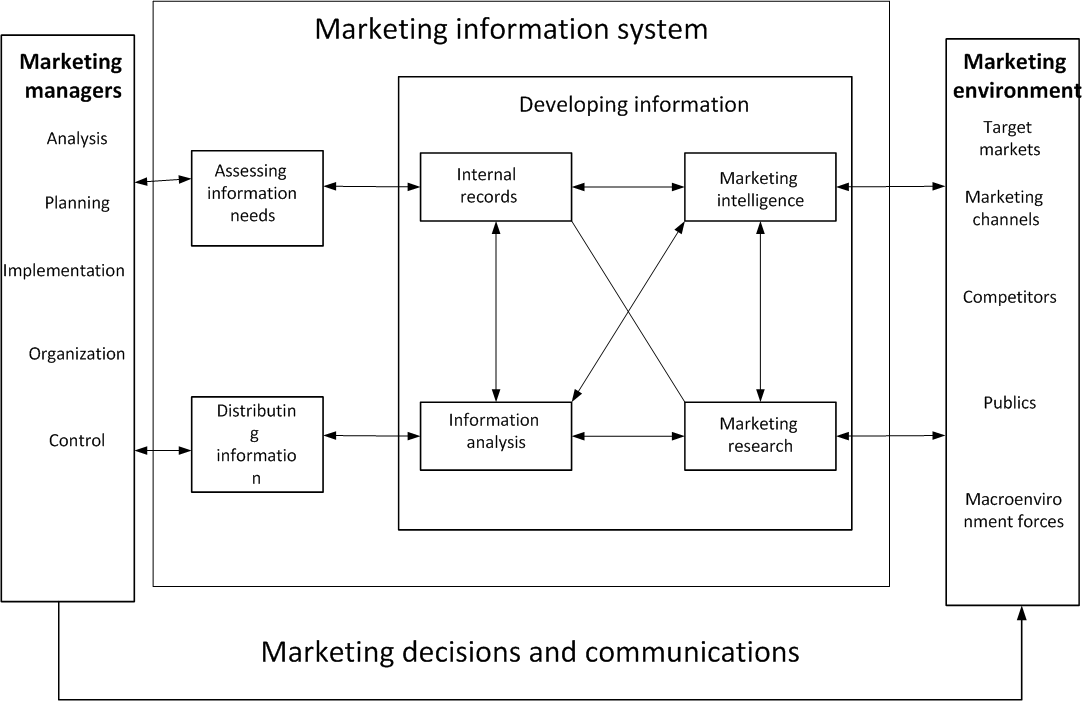 Marketing information system
Marketing
managers
Analysis
Planning
Implementation
Organization
Control
Assessing
information
needs
Distributin
g
informatio
n
Developing information
Internal
records
Marketing
intelligence
Information
analysis
Marketing
research
Marketing
environment
Target
markets
Marketing
channels
Competitors
Publics
Macroenviro
nment forces
Marketing decisions and communications